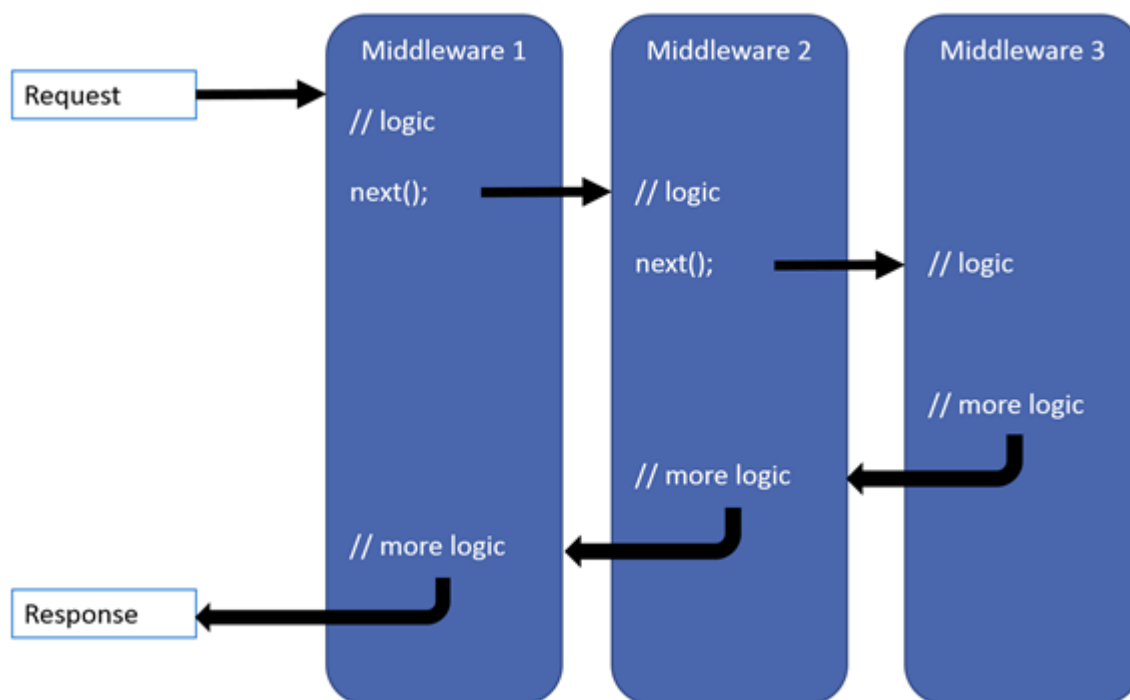 Middleware 1
Middleware 2
Middleware 3
Request
// logic
next();
// logic
next();
// logic
// more logic
// more logic
// more logic
Response